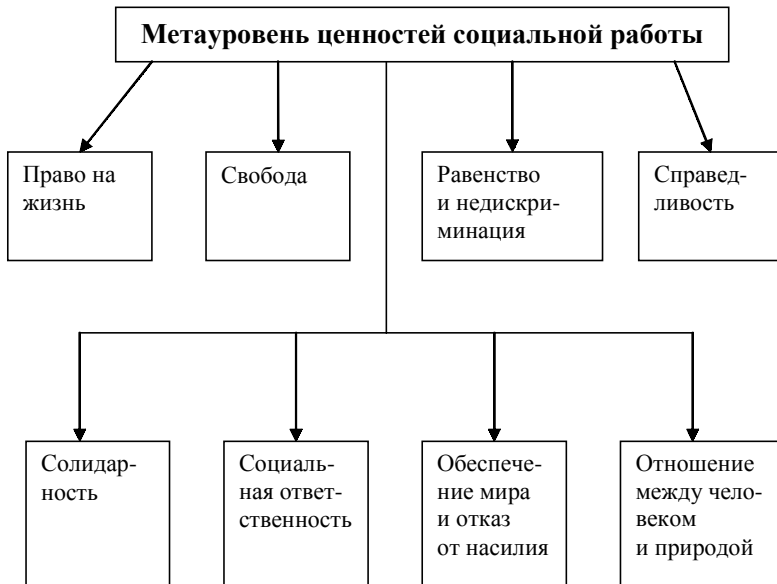 Метауровень ценностей социальной работы
Право на
жизнь
Свобода
Равенство
и недискри-
минация
Справед-
ливость
Солидар-
ность
Социаль-
ная ответ-
ственность
Обеспече-
ние мира
и отказ
от насилия
Отношение
между чело-
веком
и природой